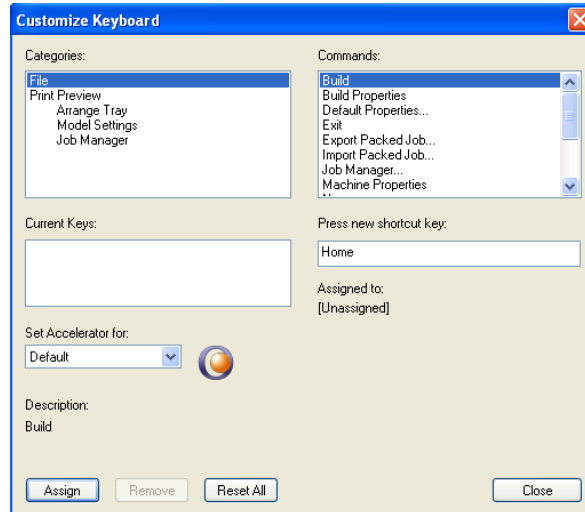 Customize Keyboard
Categories:
File
Print Preview
Arrange Tray
Model Settings
Job Manager
Commands:
Build
Build Properties
Default Properties...
Exit
Export Packed Job...
Import Packed Job...
Job Manager...
Machine Properties
Current Keys:
Press new shortcut key:
Home
Assigned to:
[Unassigned]
Set Accelerator for:
Default
Description:
Build
Assign
Remove
Reset All
Close